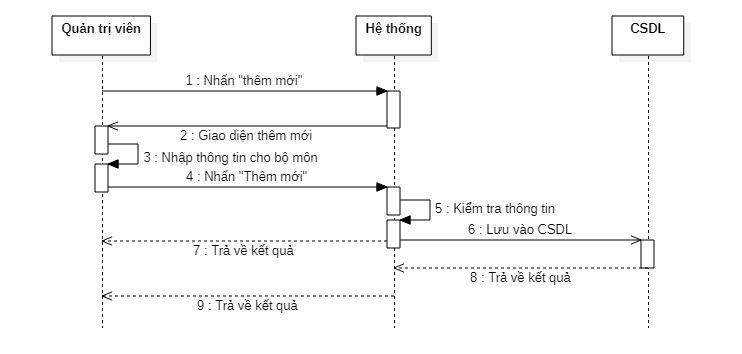 Quản trị viên
Hệ thống
CSDL
1 : Nhấn "thêm mới"
2 : Giao diện thêm mới
3 : Nhập thông tin cho bộ môn
4 : Nhấn "Thêm mới"
5 : Kiểm tra thông tin
6 : Lưu vào CSDL
7 : Trả về kết quả
8 : Trả về kết quả
9 : Trả về kết quả